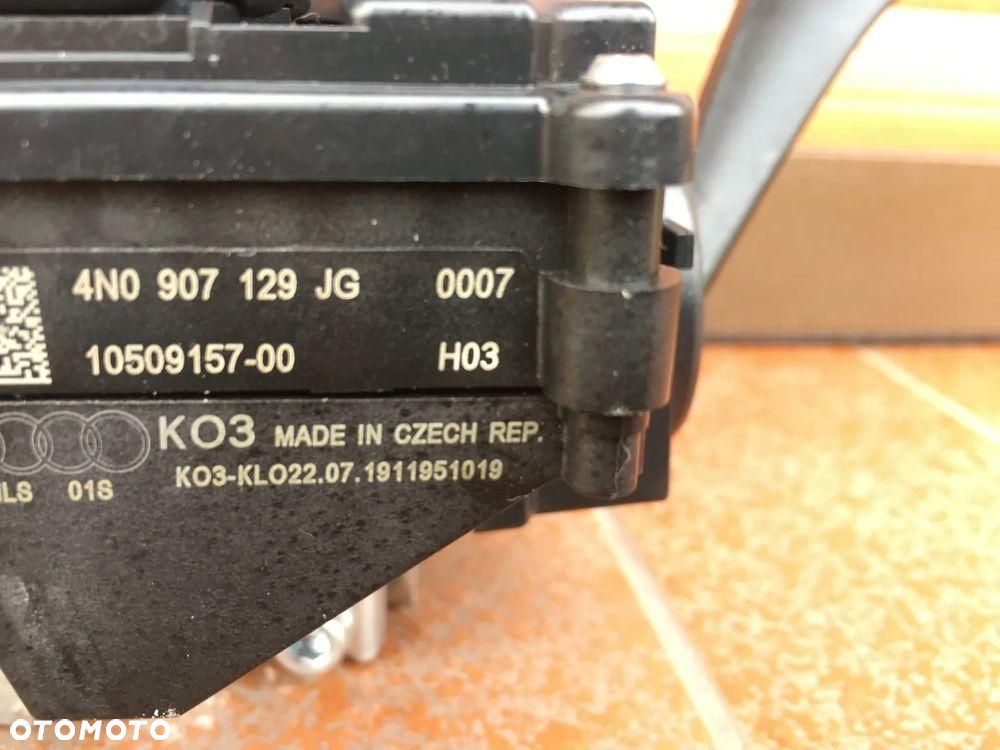 4N0 907 129 JG 0007
10509157-00 H03
KO3 MADE IN CZECH REP.
KO3-KLO22.07.1911951019
01S
OTOMOTO